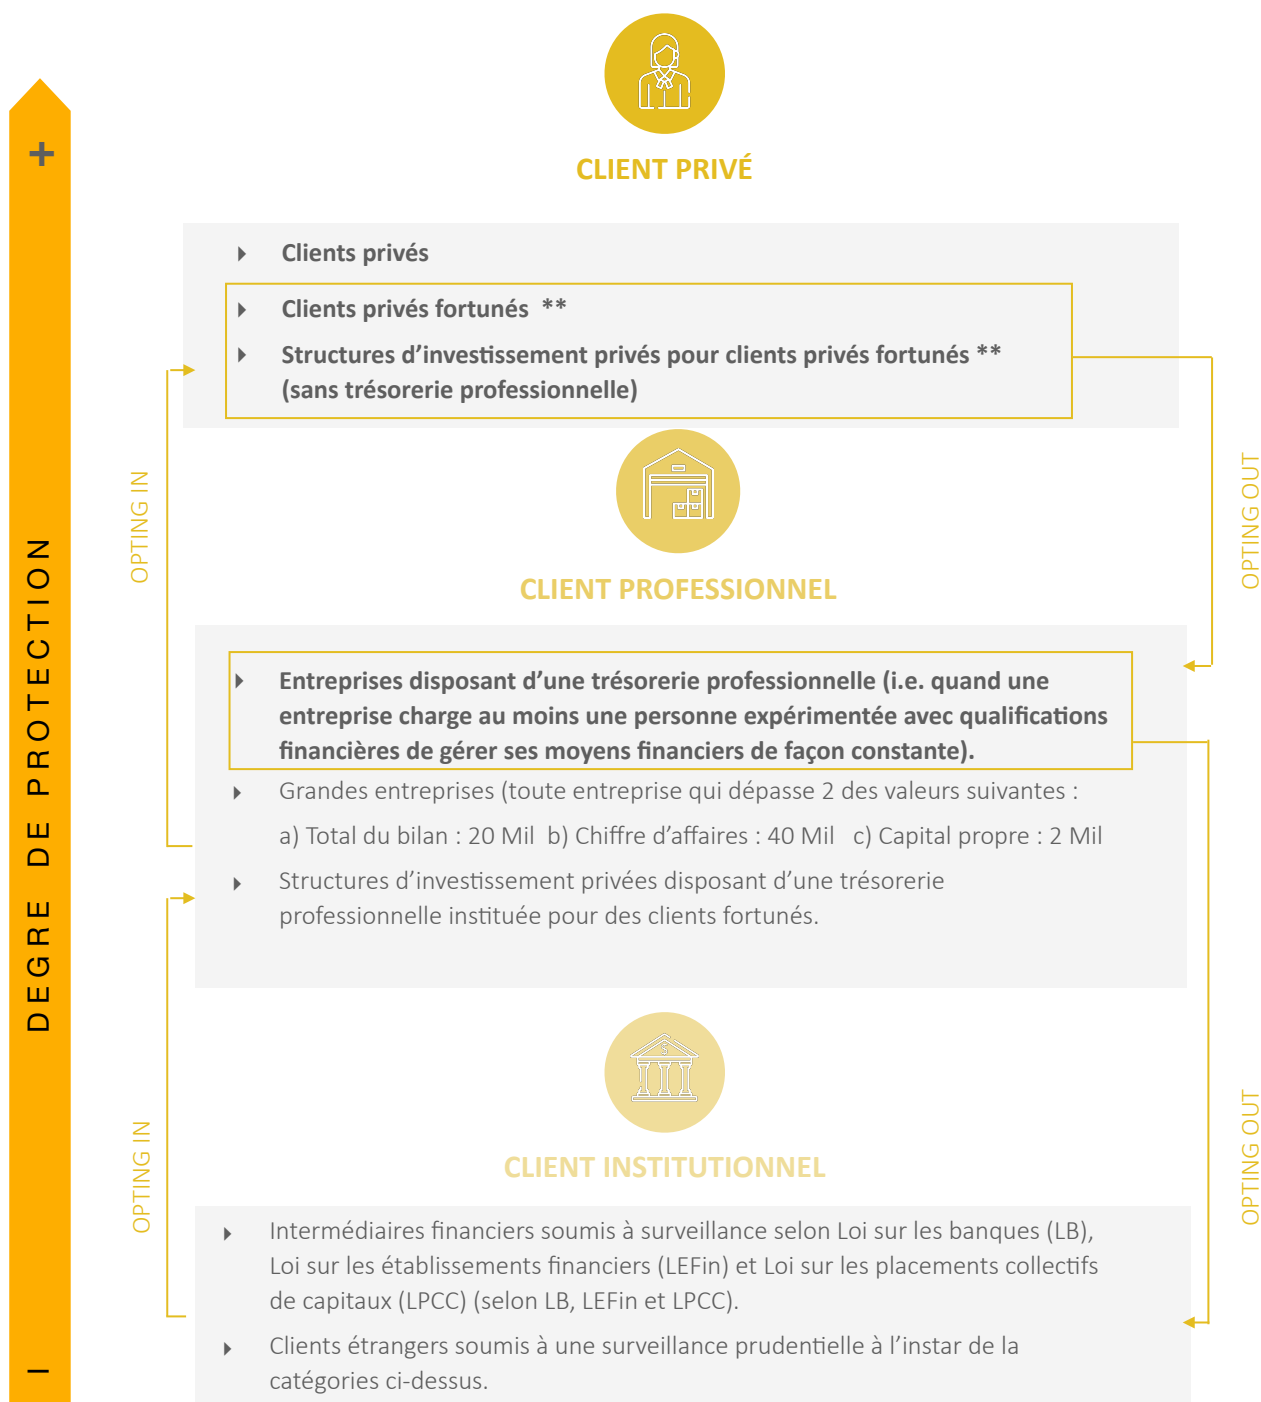 +
CLIENT PRIVÉ
Clients privés
Clients privés fortunés **
Structures d’investissement privés pour clients privés fortunés **
(sans trésorerie professionnelle)
OPTING IN
OPTING OUT
DEGRE DE PROTECTION
CLIENT PROFESSIONNEL
Entreprises disposant d’une trésorerie professionnelle (i.e. quand une
entreprise charge au moins une personne expérimentée avec qualifications
financières de gérer ses moyens financiers de façon constante).
Grandes entreprises (toute entreprise qui dépasse 2 des valeurs suivantes :
a) Total du bilan : 20 Mil b) Chiffre d’affaires : 40 Mil c) Capital propre : 2 Mil
Structures d’investissement privées disposant d’une trésorerie
professionnelle instituée pour des clients fortunés.
OPTING IN
OPTING OUT
$
CLIENT INSTITUTIONNEL
Intermédiaires financiers soumis à surveillance selon Loi sur les banques (LB),
Loi sur les établissements financiers (LEFin) et Loi sur les placements collectifs
de capitaux (LPCC) (selon LB, LEFin et LPCC).
Clients étrangers soumis à une surveillance prudentielle à l’instar de la
catégories ci-dessus.
–